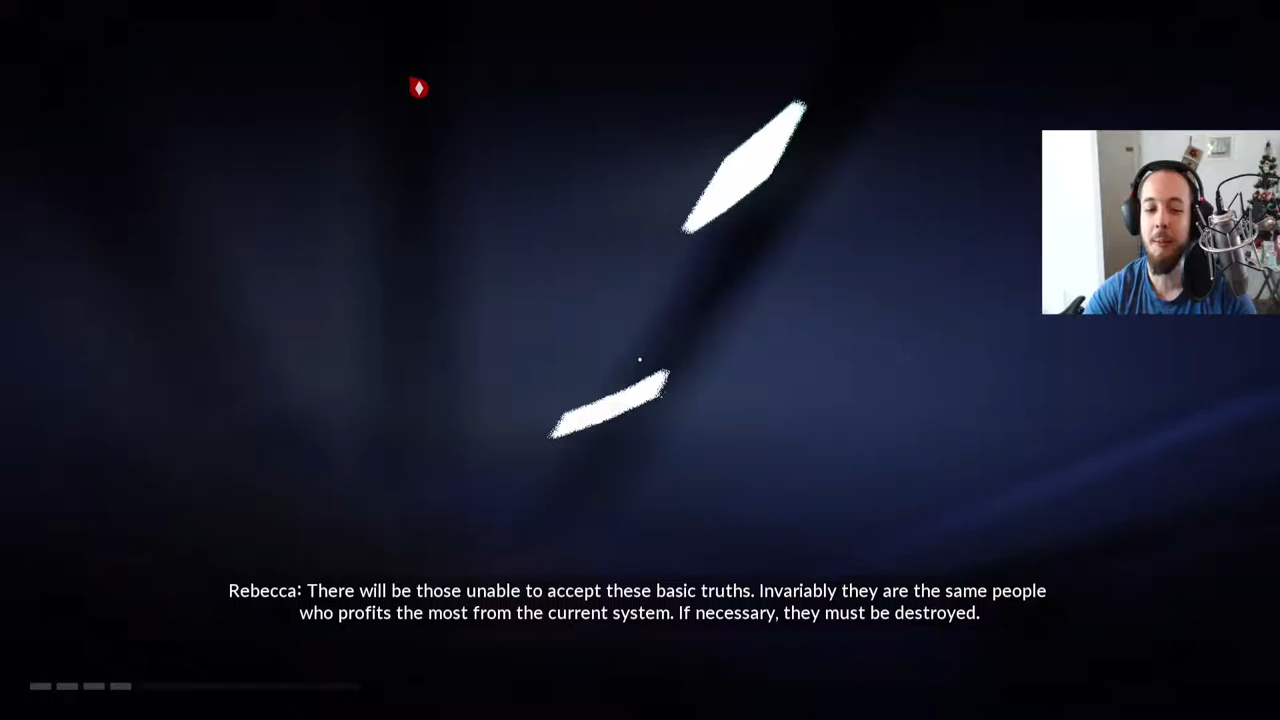 Rebecca: There will be those unable to accept these basic truths. Invariably they are the same people
who profits the most from the current system. If necessary, they must be destroyed.